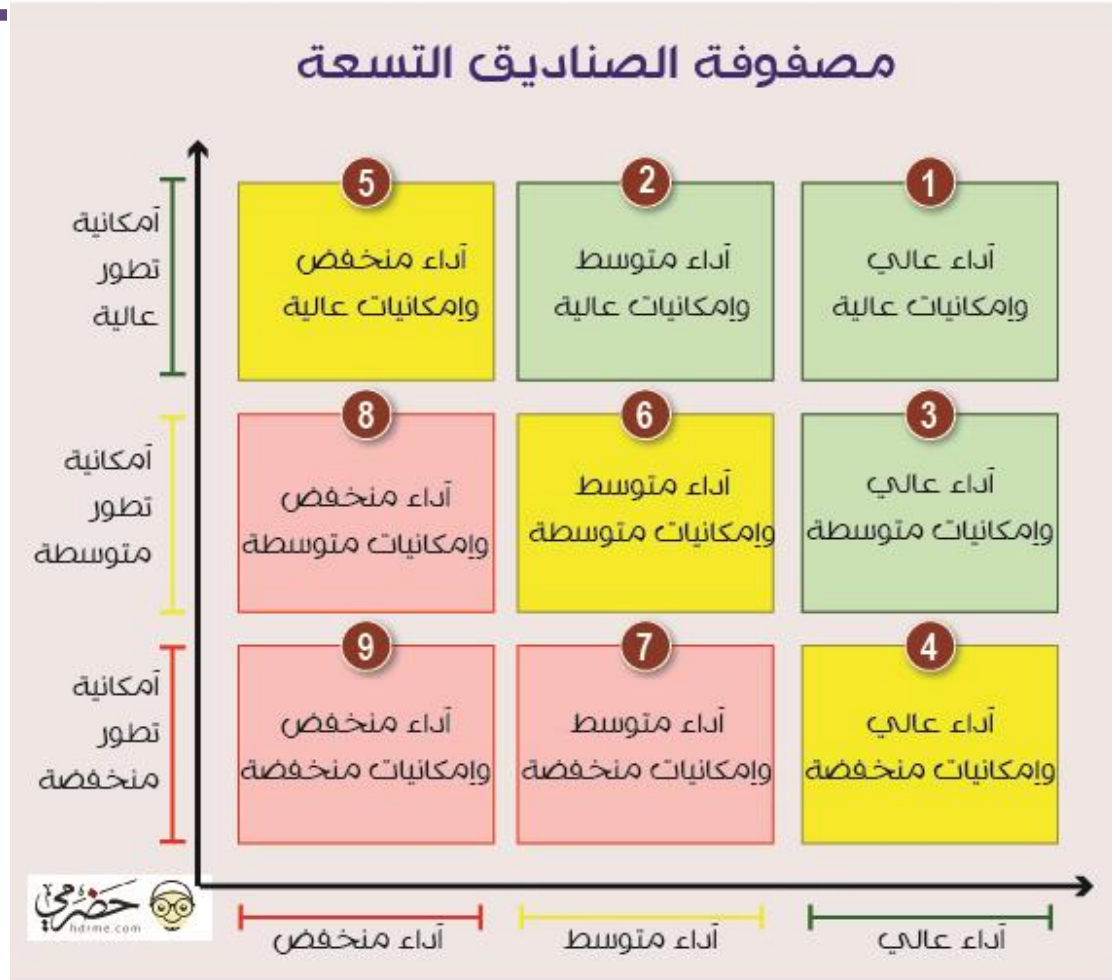 مصفوفة الصناديق التسعة
1
آداء عالي
وإمكانيات عالية
2
آداء متوسط
وإمكانيات عالية
5
آداء منخفض
وإمكانيات عالية
آمكانية
تطور
عالية
3
آداء عالي
وإمكانيات متوسطة
6
آداء متوسط
وإمكانيات متوسطة
8
آداء منخفض
وإمكانيات متوسطة
آمكانية
تطور
متوسطة
4
آداء عالي
وإمكانيات منخفضة
7
آداء متوسط
وإمكانيات منخفضة
9
آداء منخفض
وإمكانيات منخفضة
آمكانية
تطور
منخفضة
آداء عالي
آداء متوسط
آداء منخفض
حضرمي
hdrme.com